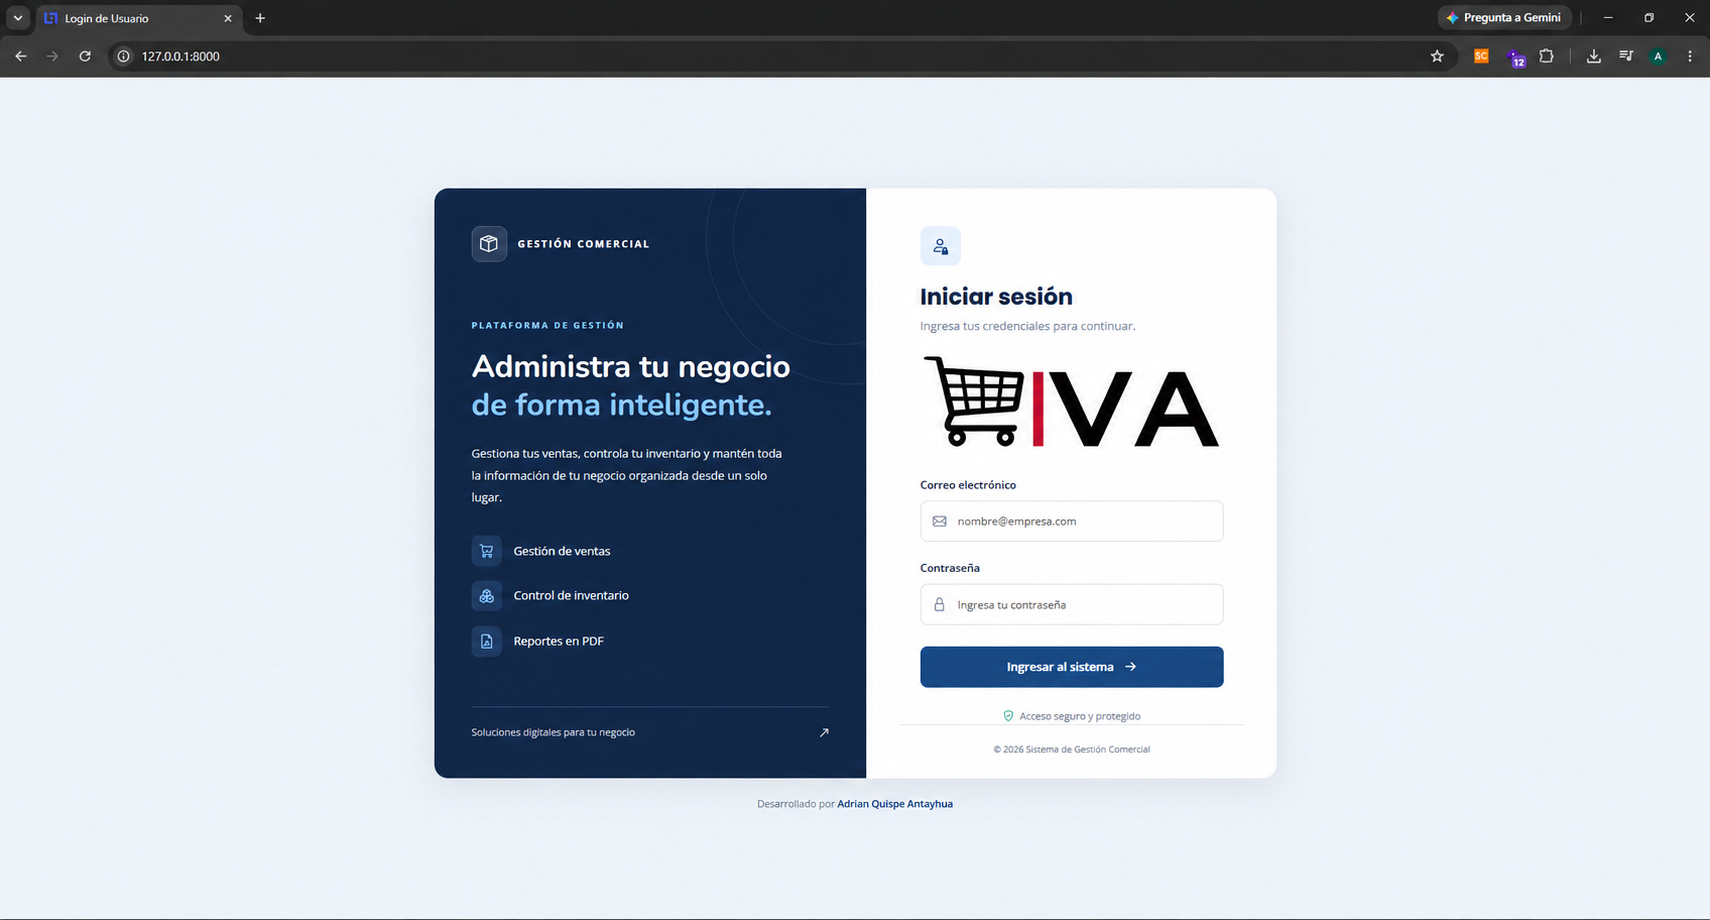 Login de Usuario
Pregunta a Gemini
127.0.0.1:8000
SC
12
A
GESTIÓN COMERCIAL
PLATAFORMA DE GESTIÓN
Administra tu negocio
de forma inteligente.
Gestiona tus ventas, controla tu inventario y mantén toda
la información de tu negocio organizada desde un solo
lugar.
Gestión de ventas
Control de inventario
Reportes en PDF
Soluciones digitales para tu negocio
Iniciar sesión
Ingresa tus credenciales para continuar.
IVA
Correo electrónico
nombre@empresa.com
Contraseña
Ingresa tu contraseña
Ingresar al sistema
Acceso seguro y protegido
© 2026 Sistema de Gestión Comercial
Desarrollado por Adrian Quispe Antayhua